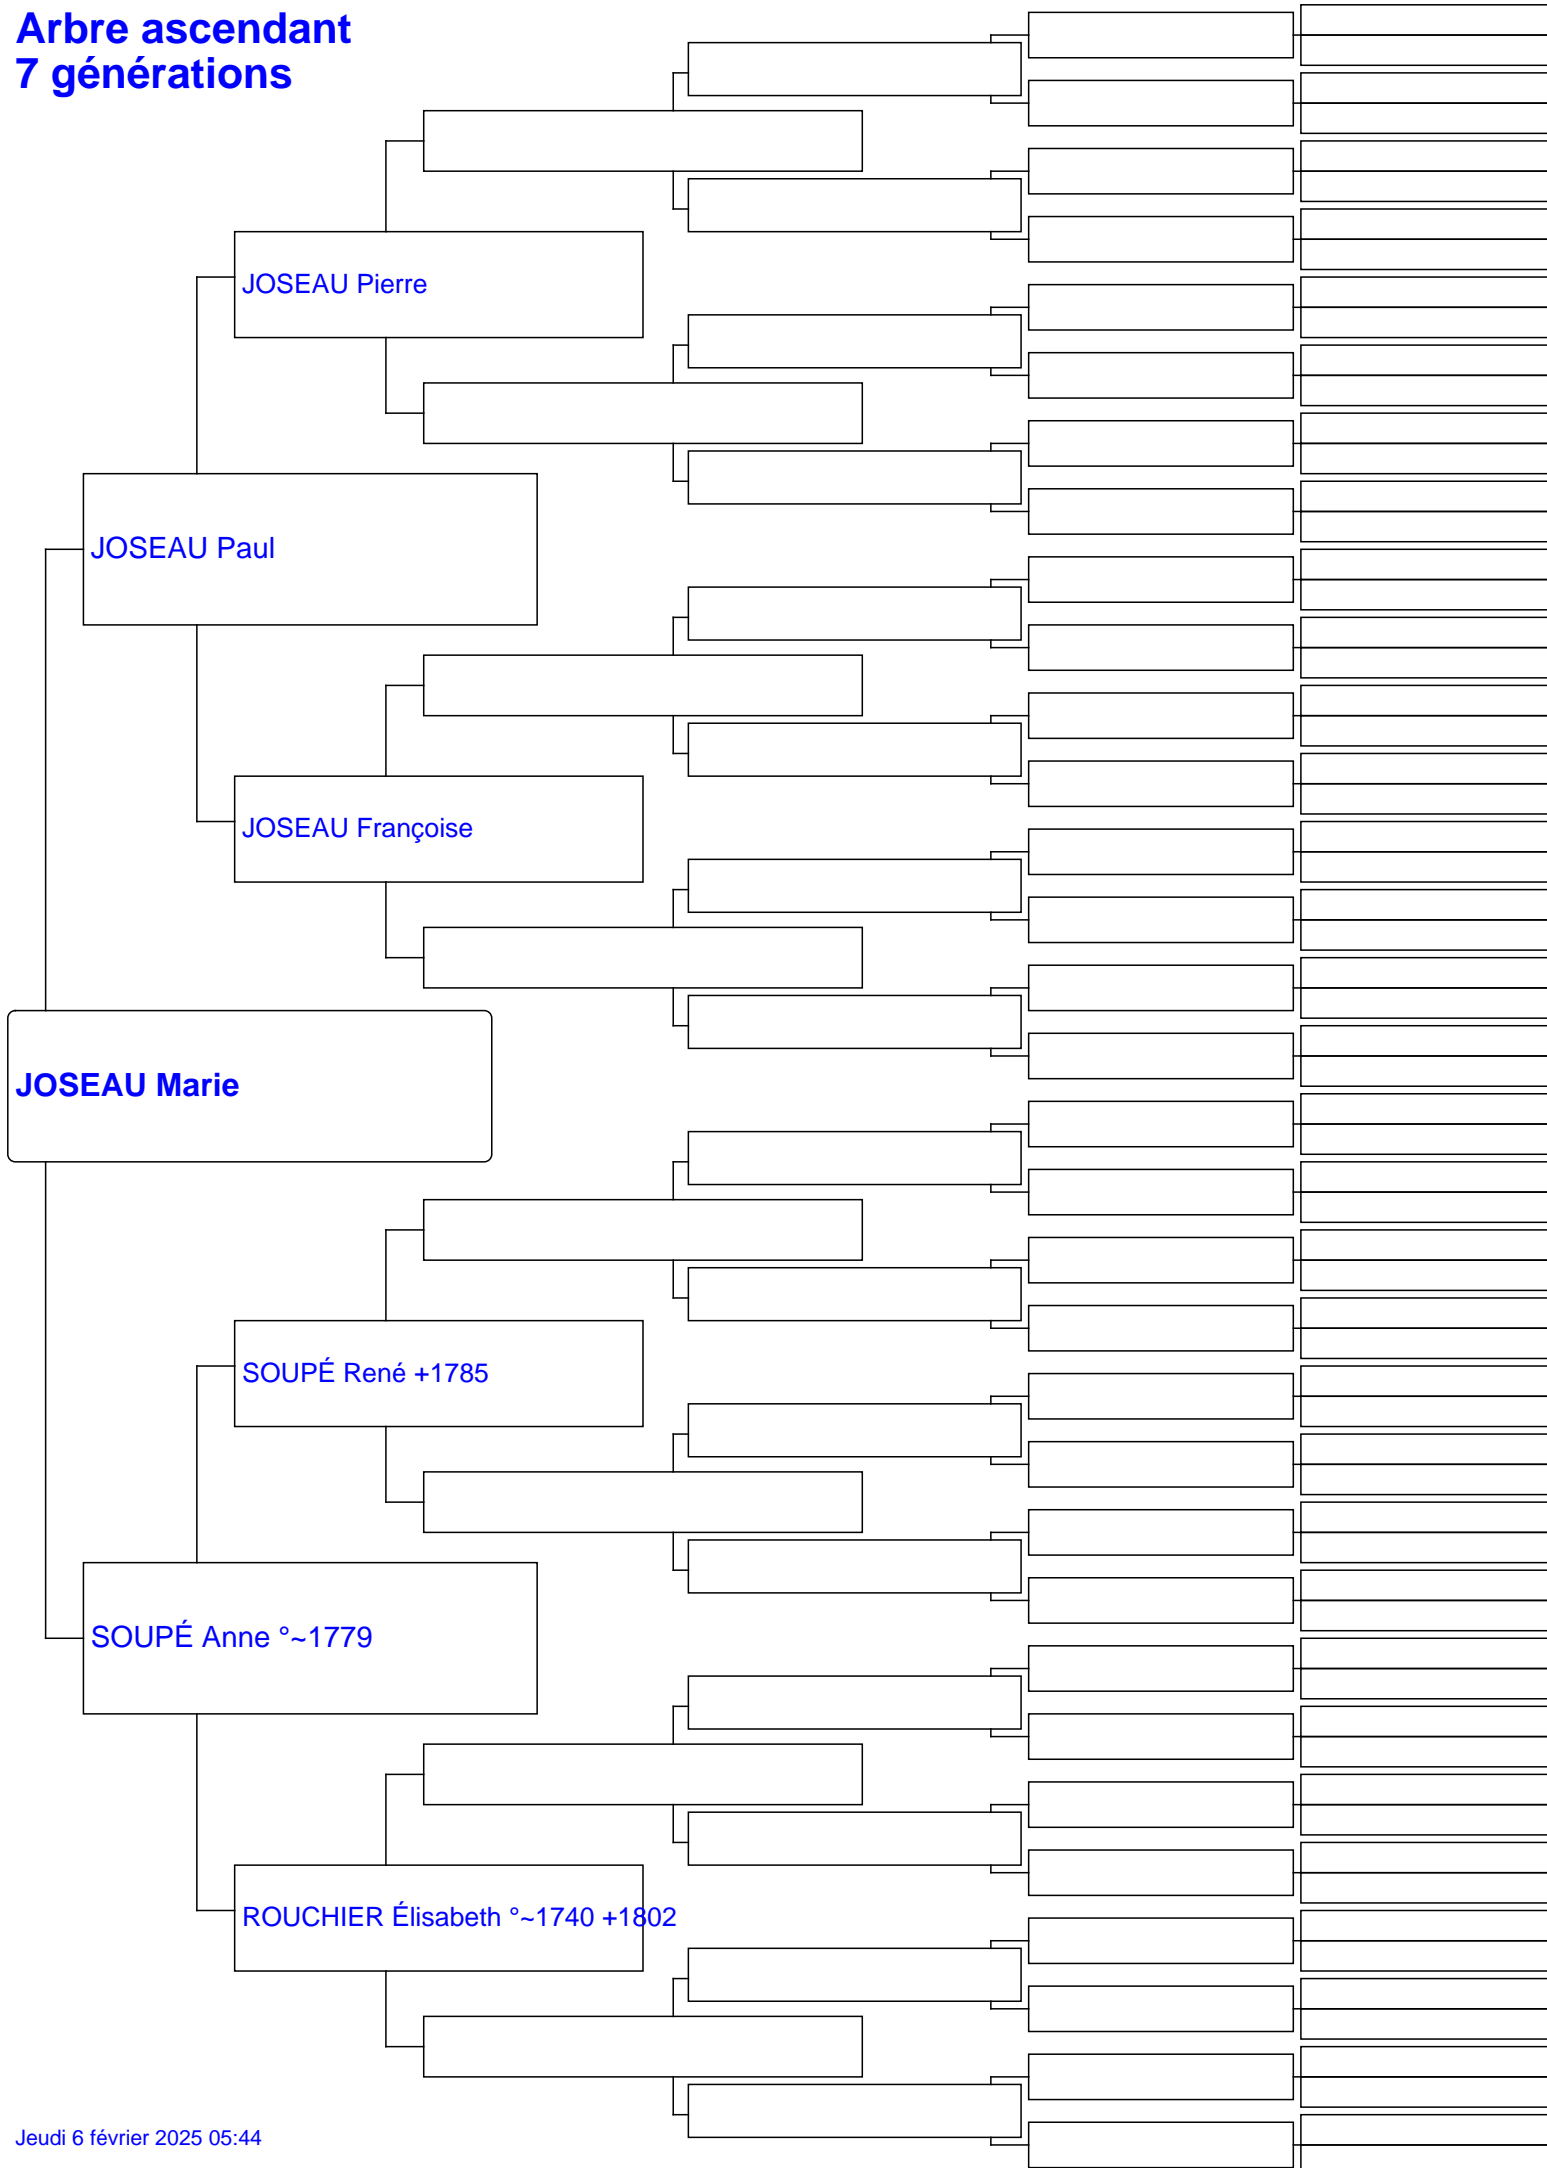 Arbre ascendant
7 générations
JOSEAU Pierre
JOSEAU Paul
JOSEAU Françoise
JOSEAU Marie
SOUPÉ René +1785
SOUPÉ Anne °~1779
ROUCHIER Élisabeth °~1740 +1802
Jeudi 6 février 2025 05:44